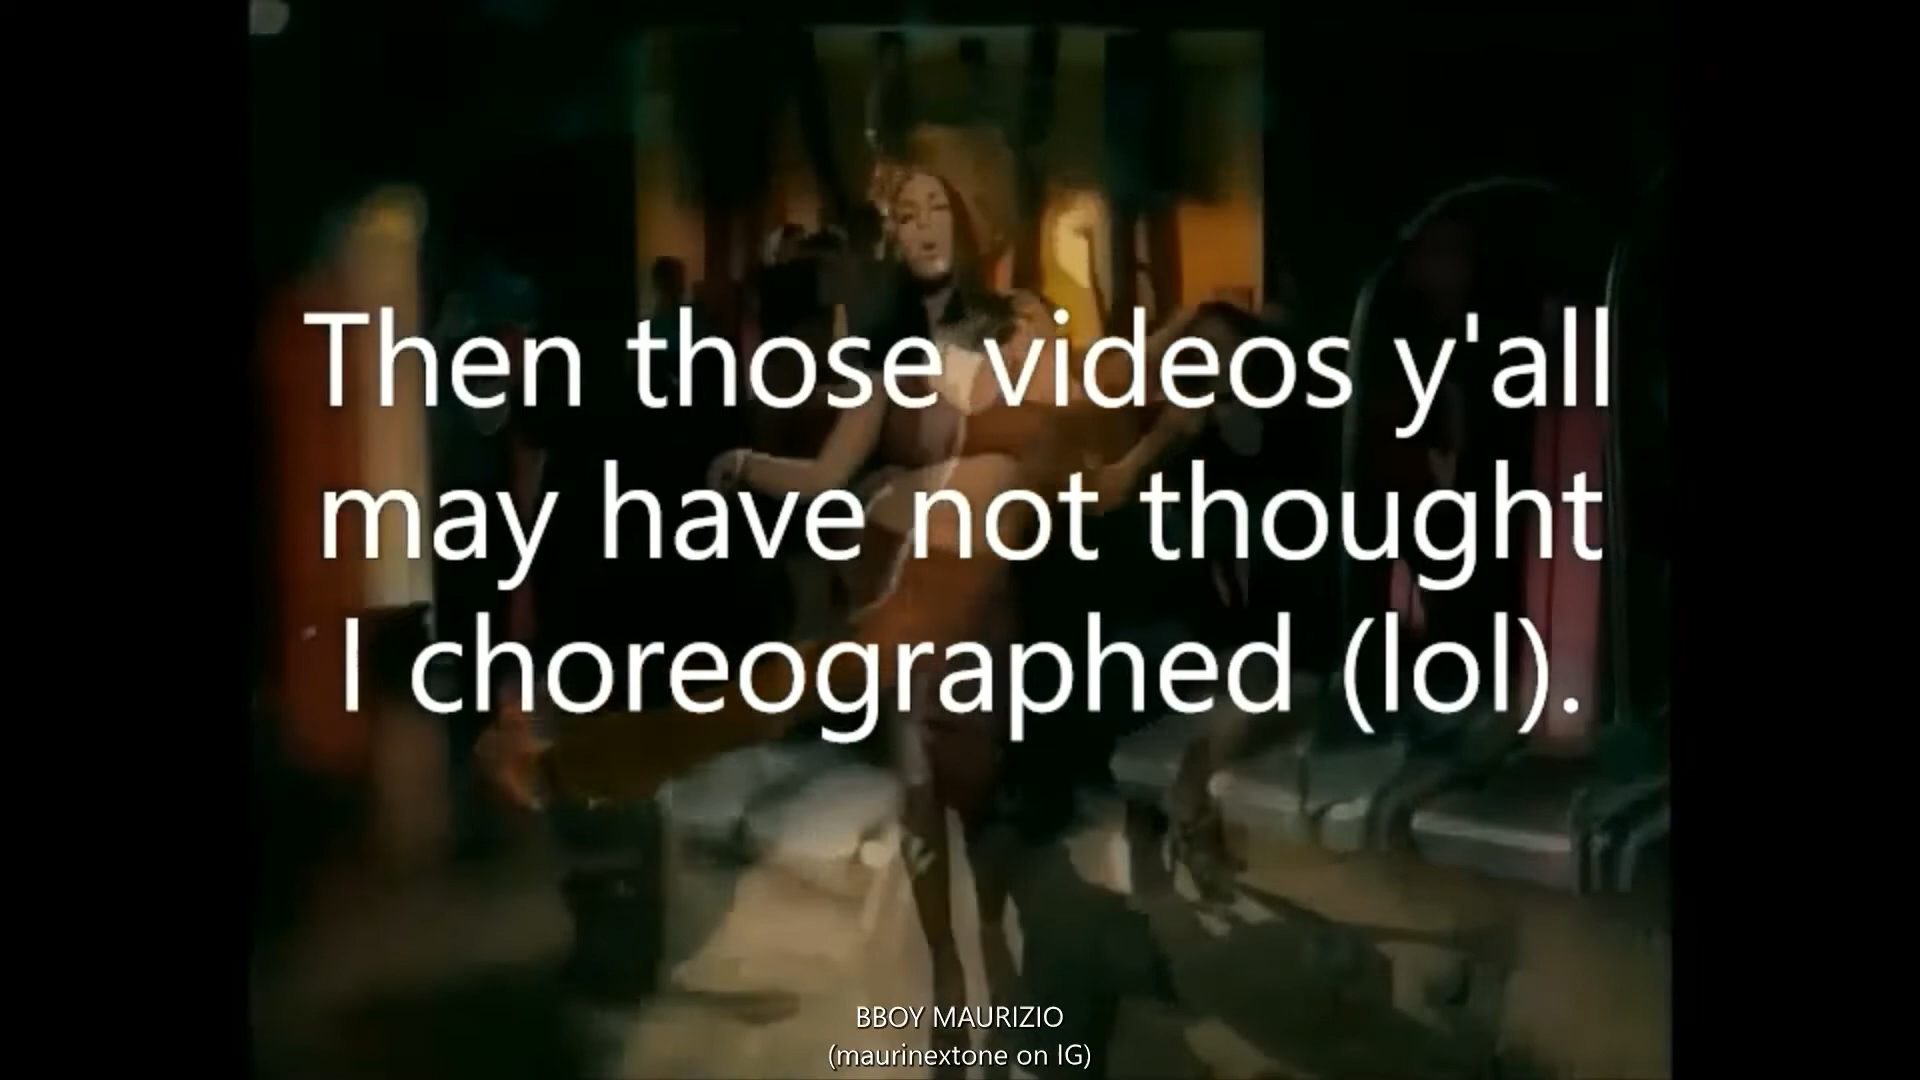 Then those videos y'all
may have not thought
I choreographed (lol).
BBOY MAURIZIO
(maurinextone on IG)